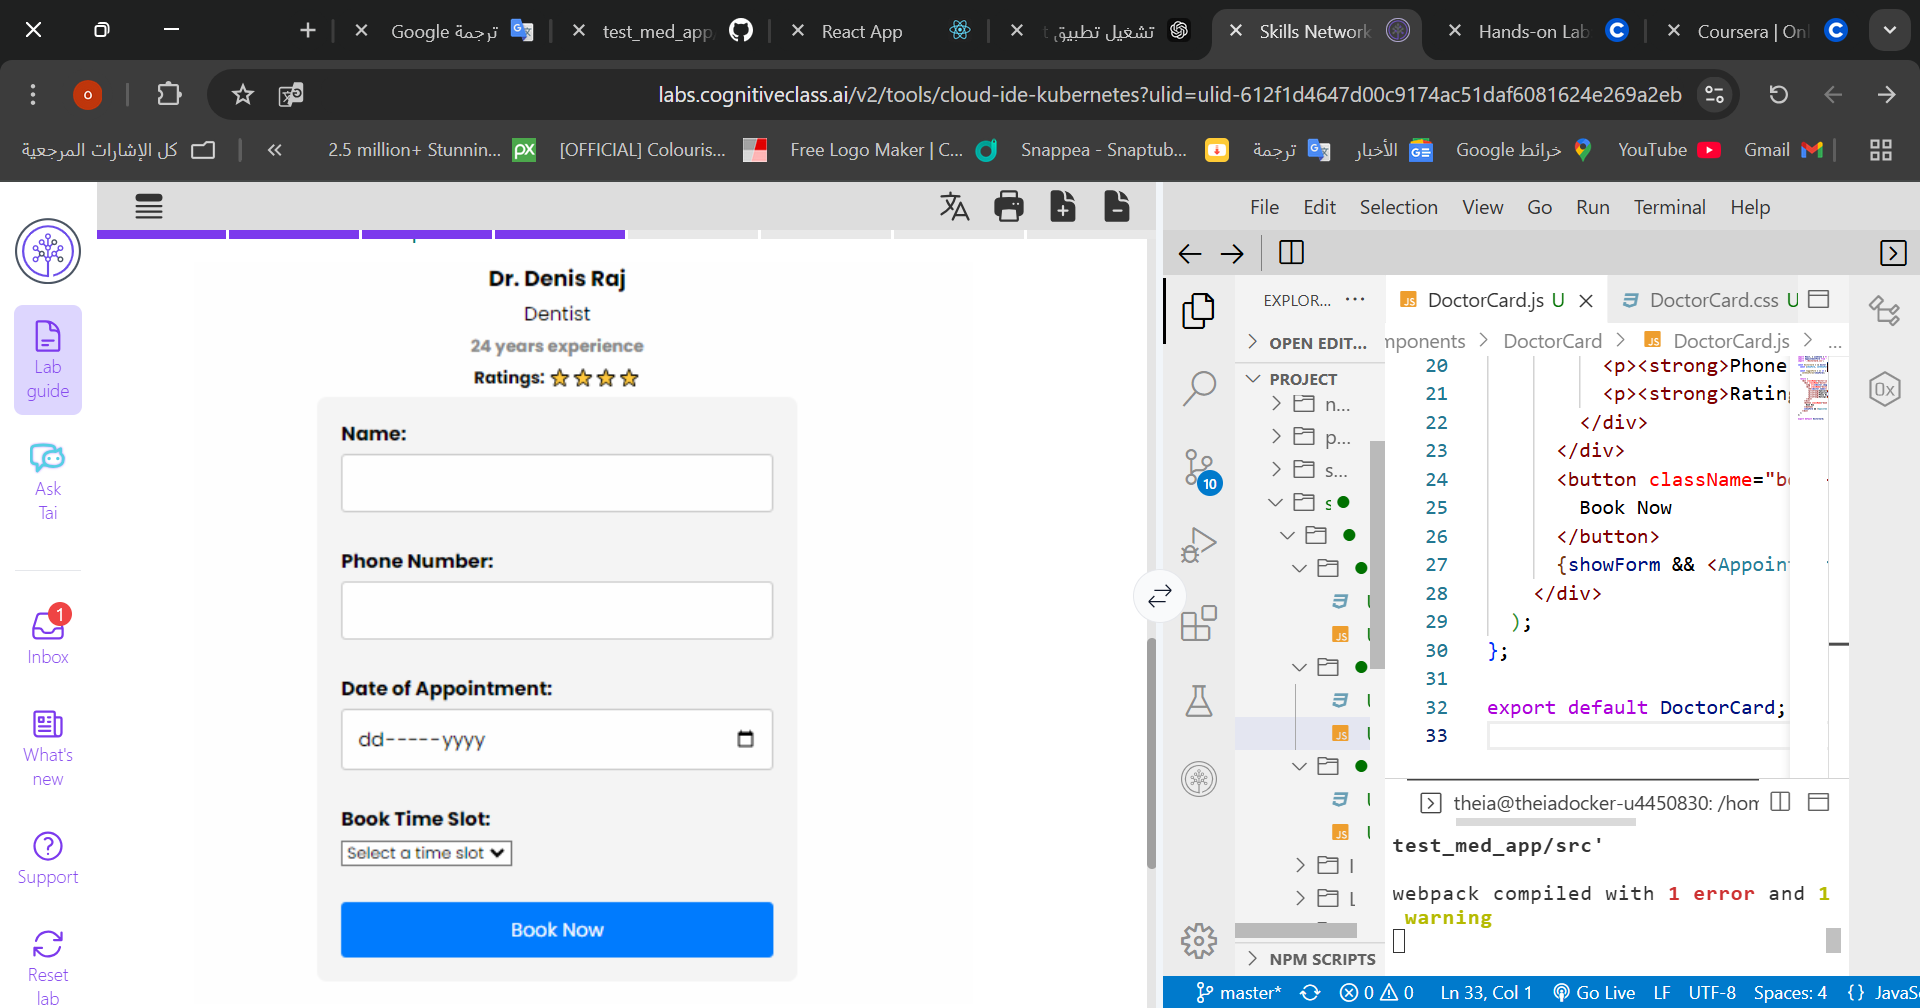 Google ترجمة
test_med_app
React App
تشغيل تطبيق
Skills Network
Hands-on Lab
Coursera | Onl
o
labs.cognitiveclass.ai/v2/tools/cloud-ide-kubernetes?ulid=ulid-612f1d4647d00c9174ac51daf6081624e269a2eb
كل الإشارات المرجعية
2.5 million+ Stunnin...
[OFFICIAL] Colouris...
Free Logo Maker | C...
Snappea - Snaptub...
ترجمة
الأخبار
خرائط Google
YouTube
Gmail
Lab guide
Ask Tai
1
Inbox
What's new
Support
Reset lab
Dr. Denis Raj
Dentist
24 years experience
Ratings:
Name:
Phone Number:
Date of Appointment:
dd-----yyyy
Book Time Slot:
Select a time slot
Book Now
File Edit Selection View Go Run Terminal Help
EXPLOR... ···
OPEN EDIT...
PROJECT
n...
p...
s...
s
10
NPM SCRIPTS
DoctorCard.js U
DoctorCard.css U
mponents > DoctorCard > DoctorCard.js > ...
20 <p><strong>Phone
21 <p><strong>Rating
22 </div>
23 </div>
24 <button className="bo
25 Book Now
26 </button>
27 {showForm && <Appoin
28 </div>
29 );
30 };
31
32 export default DoctorCard;
33
theia@theiadocker-u4450830: /hom
test_med_app/src'
webpack compiled with 1 error and 1
warning
master*
0 0
Ln 33, Col 1
Go Live
LF
UTF-8
Spaces: 4
{} JavaS